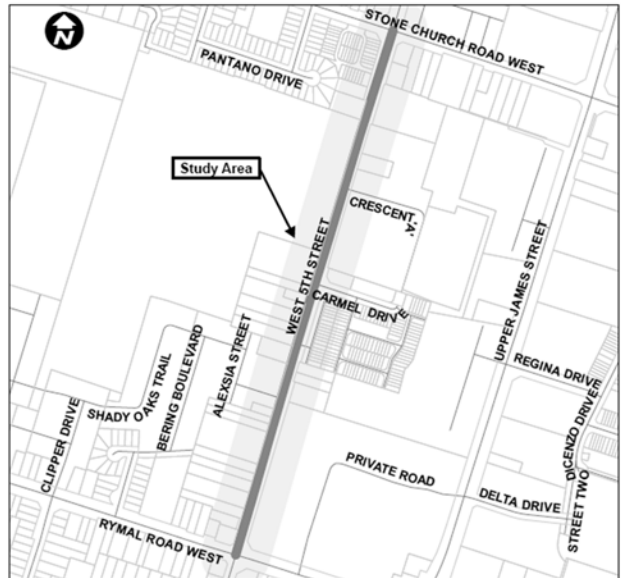 N
STONE CHURCH ROAD WEST
PANTANO DRIVE
Study Area
CRESCENT 'A'
WEST 5TH STREET
UPPER JAMES STREET
CARMEL DRIVE
REGINA DRIVE
ALEXSIA STREET
BERING BOULEVARD
SHADY OAKS TRAIL
CLIPPER DRIVE
DICENZO DRIVE
PRIVATE ROAD
DELTA DRIVE
STREET TWO
RYMAL ROAD WEST